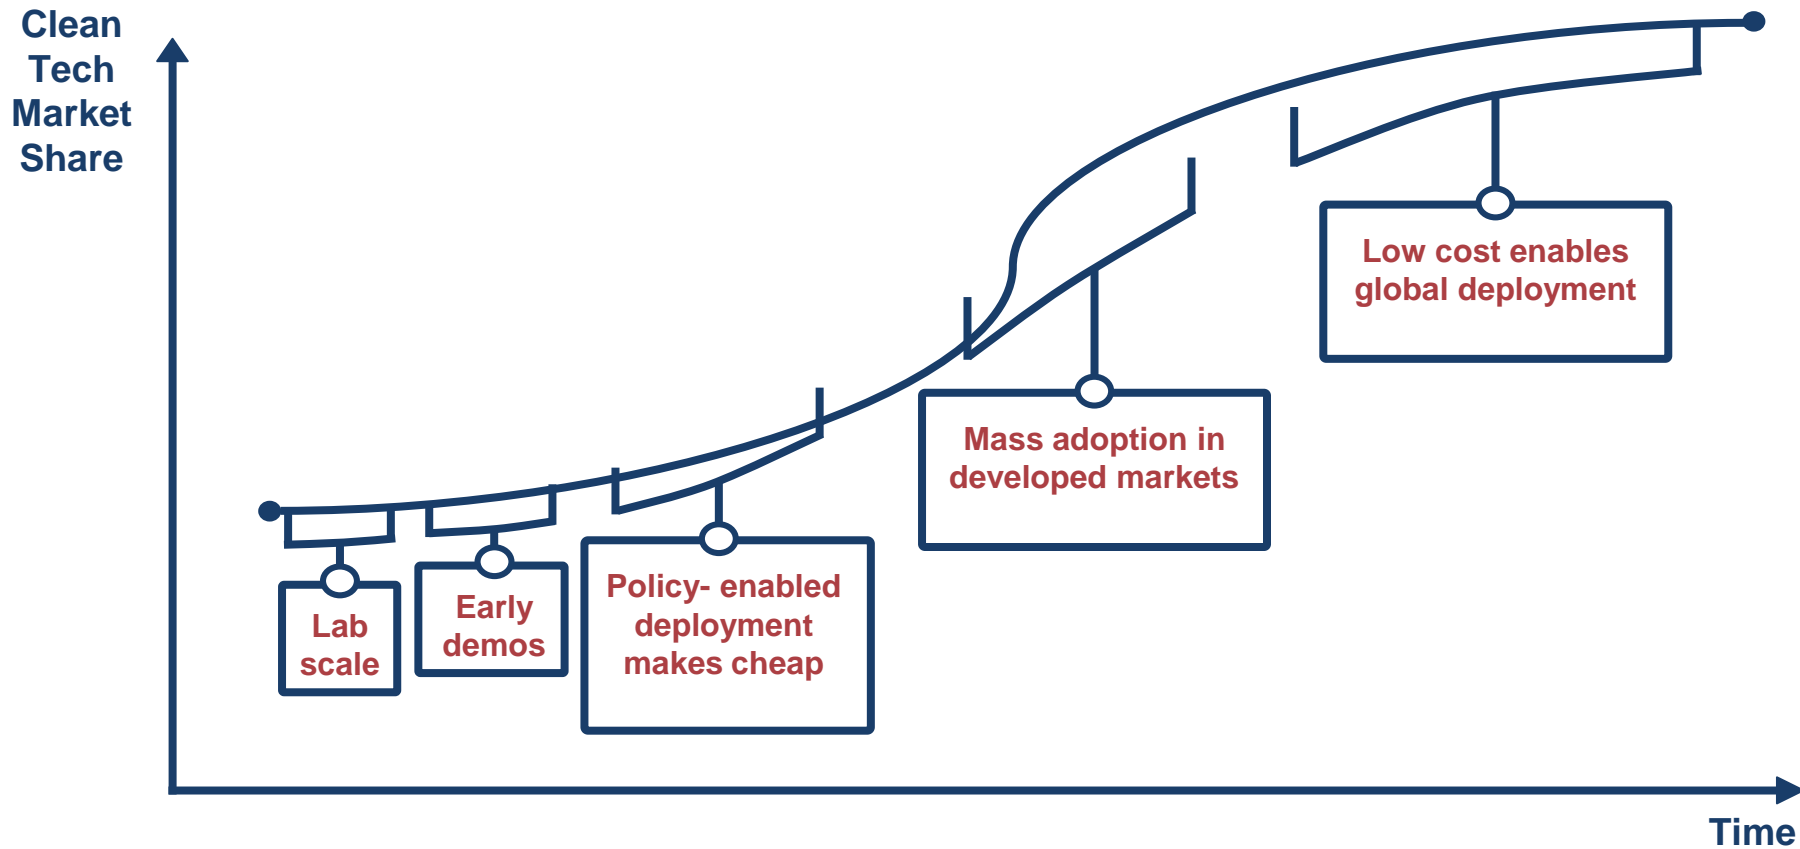 Clean
Tech
Market
Share
Low cost enables
global deployment
Mass adoption in
developed markets
Policy- enabled
deployment
makes cheap
Early
demos
Lab
scale
Time